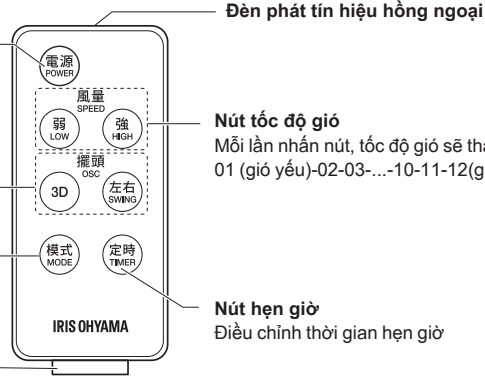 Đèn phát tín hiệu hồng ngoại
電源
POWER
風量
SPEED
弱
LOW
強
HIGH
Nút tốc độ gió
Mỗi lần nhấn nút, tốc độ gió sẽ
01 (gió yếu)-02-03-...-10-11-12(g
擺頭
OSC
3D
左右
SWING
模式
MODE
定時
TIMER
Nút hẹn giờ
Điều chỉnh thời gian hẹn giờ
IRIS OHYAMA